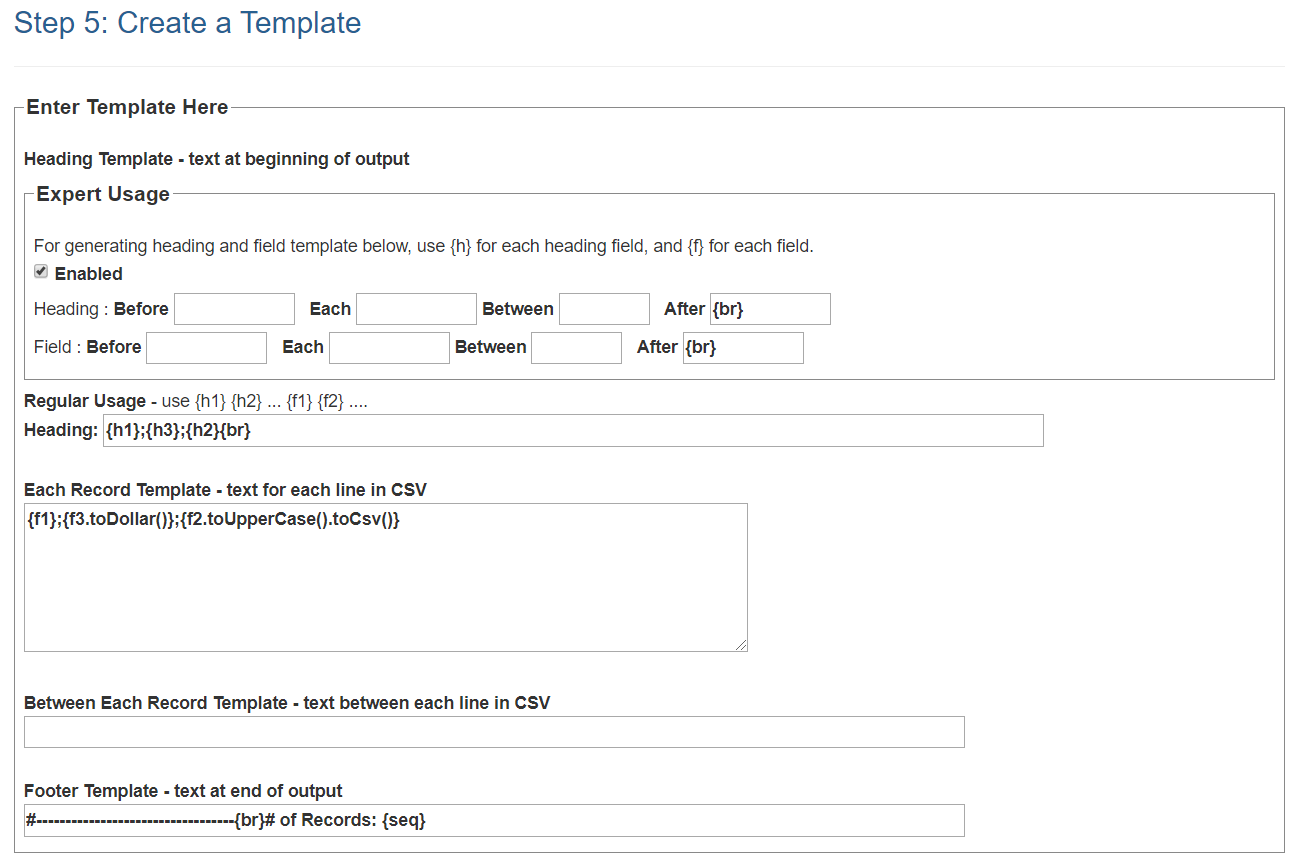 Step 5: Create a Template
Enter Template Here
Heading Template - text at beginning of output
Expert Usage
For generating heading and field template below, use {h} for each heading field, and {f} for each field.
Enabled
Heading : Before Each Between After {br}
Field : Before Each Between After {br}
Regular Usage - use {h1} {h2} ... {f1} {f2} ....
Heading: {h1};{h3};{h2}{br}
Each Record Template - text for each line in CSV
{f1};{f3.toDollar()};{f2.toUpperCase().toCsv()}
Between Each Record Template - text between each line in CSV
Footer Template - text at end of output
#----------------------------------{br}# of Records: {seq}